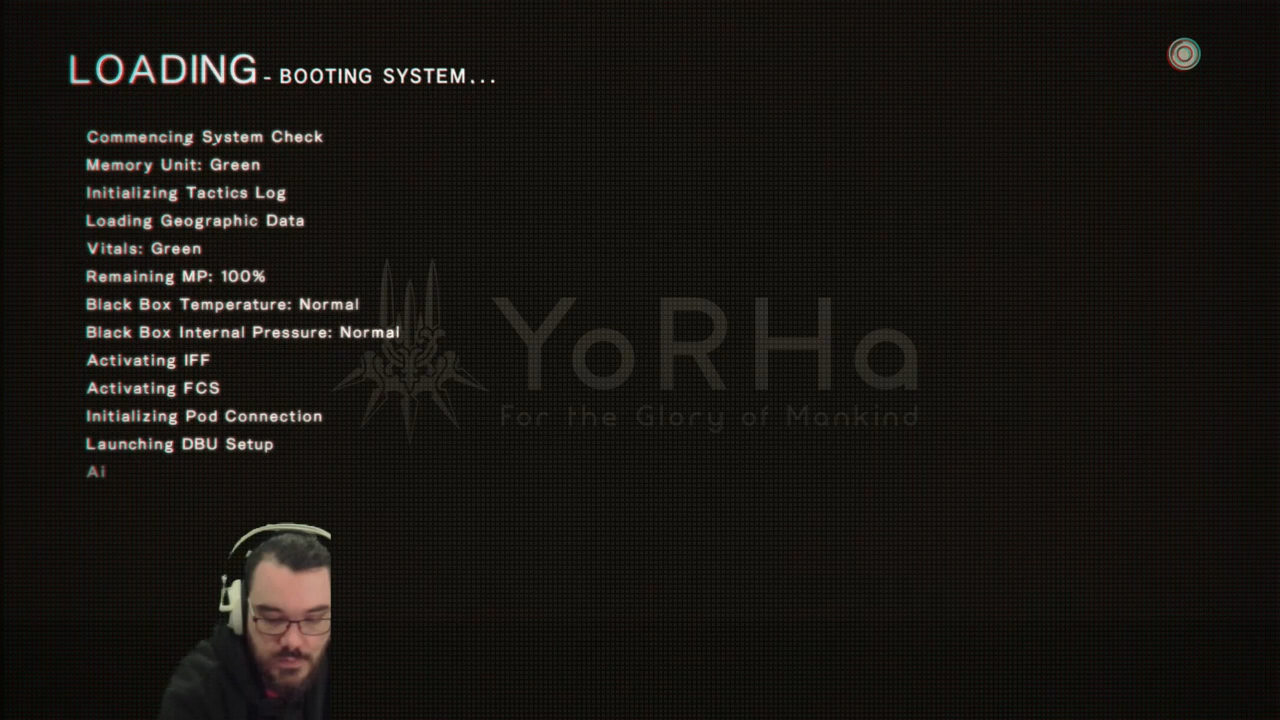 LOADING - BOOTING SYSTEM...
Commencing System Check
Memory Unit: Green
Initializing Tactics Log
Loading Geographic Data
Vitals: Green
Remaining MP: 100%
Black Box Temperature: Normal
Black Box Internal Pressure: Normal
Activating IFF
Activating FCS
Initializing Pod Connection
Launching DBU Setup
Ai
YoRHa
For the Glory of Mankind